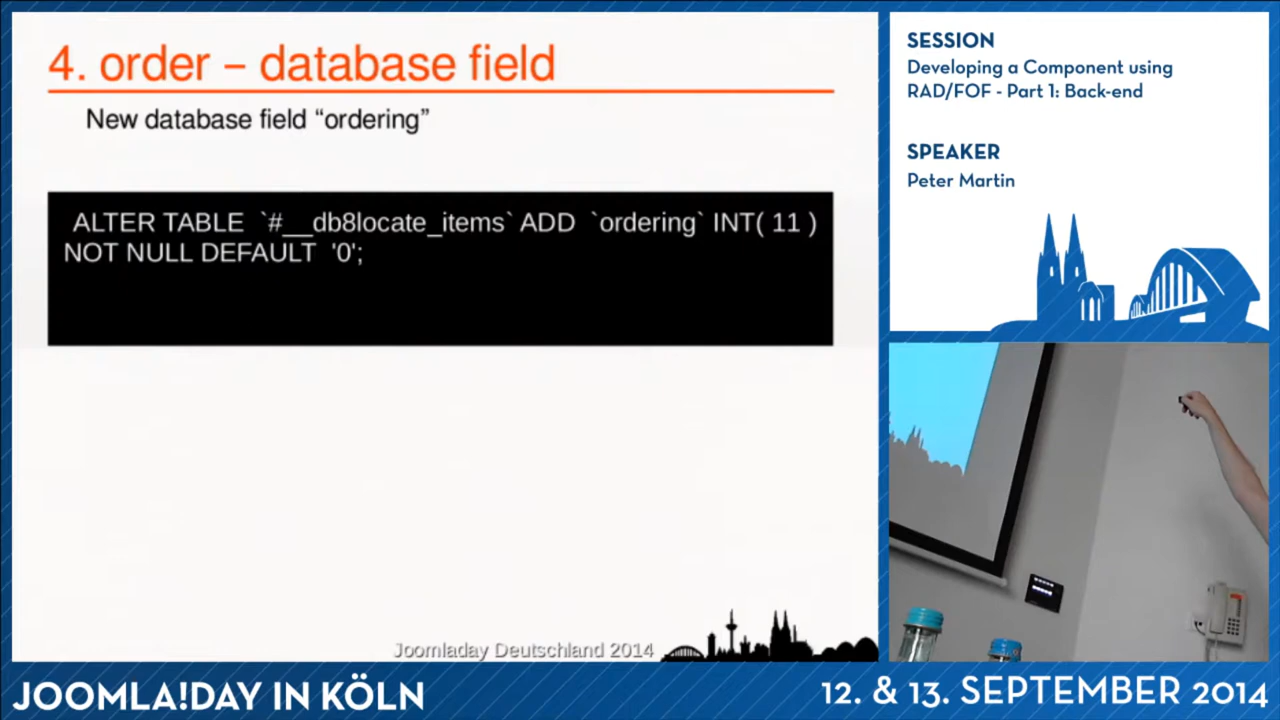 4. order – database field
New database field “ordering”
ALTER TABLE `#__db8locate_items` ADD `ordering` INT( 11 )
NOT NULL DEFAULT '0';
Joomladay Deutschland 2014
SESSION
Developing a Component using
RAD/FOF - Part 1: Back-end
SPEAKER
Peter Martin
JOOMLA!DAY IN KÖLN
12. & 13. SEPTEMBER 2014